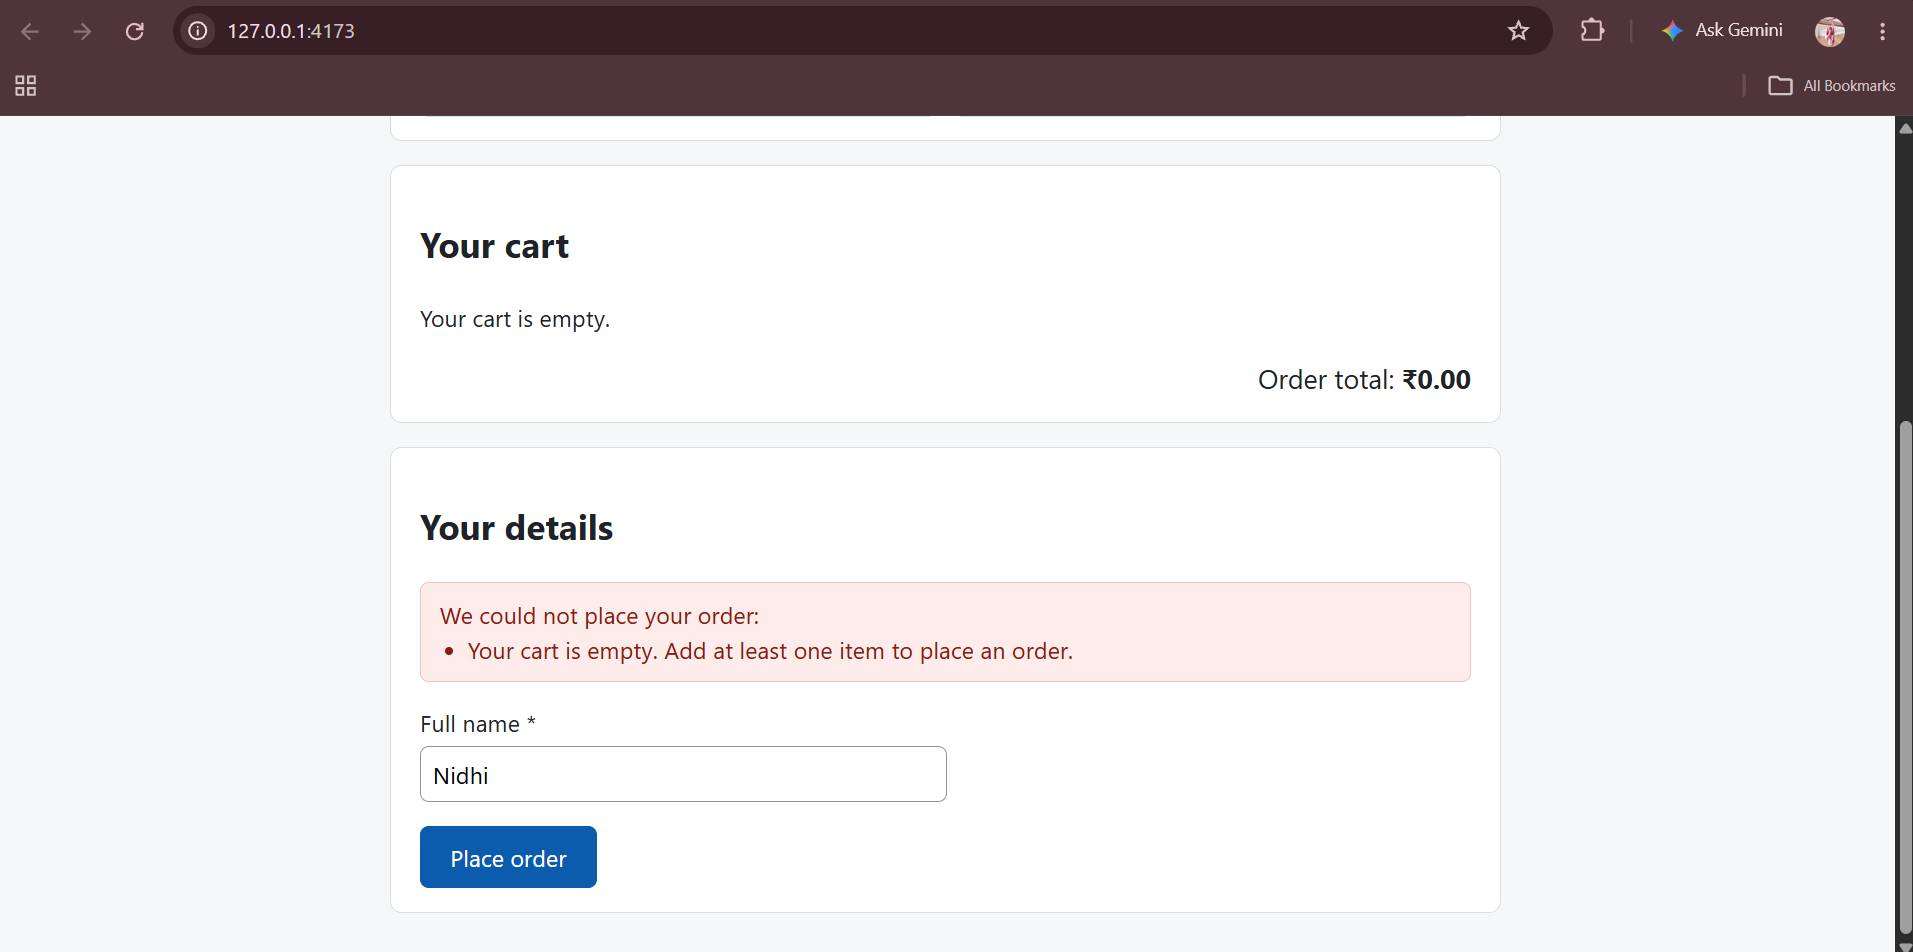 127.0.0.1:4173
Ask Gemini
All Bookmarks
Your cart
Your cart is empty.
Order total: ₹0.00
Your details
We could not place your order:
• Your cart is empty. Add at least one item to place an order.
Full name *
Nidhi
Place order